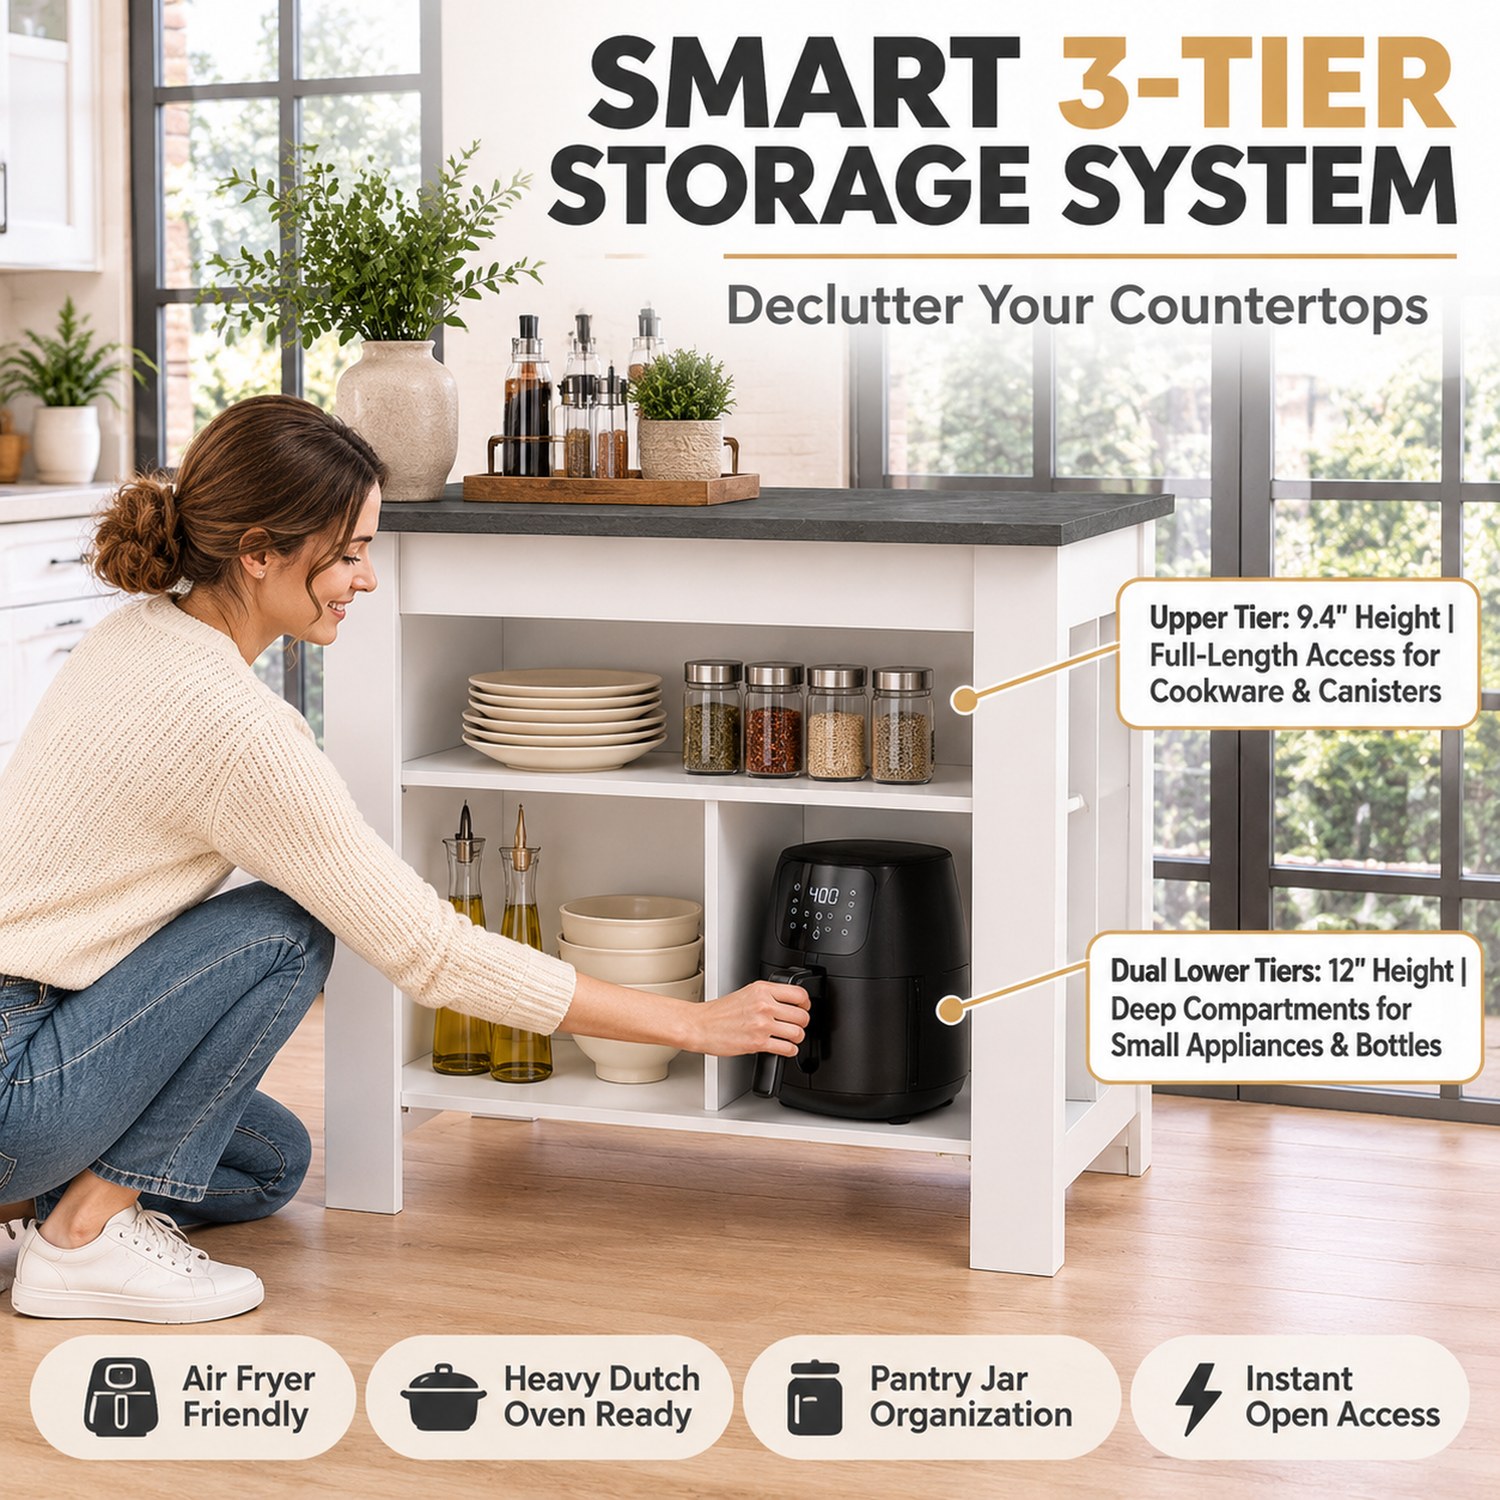 SMART 3-TIER
STORAGE SYSTEM
Declutter Your Countertops
Upper Tier: 9.4" Height |
Full-Length Access for
Cookware & Canisters
400
Dual Lower Tiers: 12" Height |
Deep Compartments for
Small Appliances & Bottles
Air Fryer
Friendly
Heavy Dutch
Oven Ready
Pantry Jar
Organization
Instant
Open Access